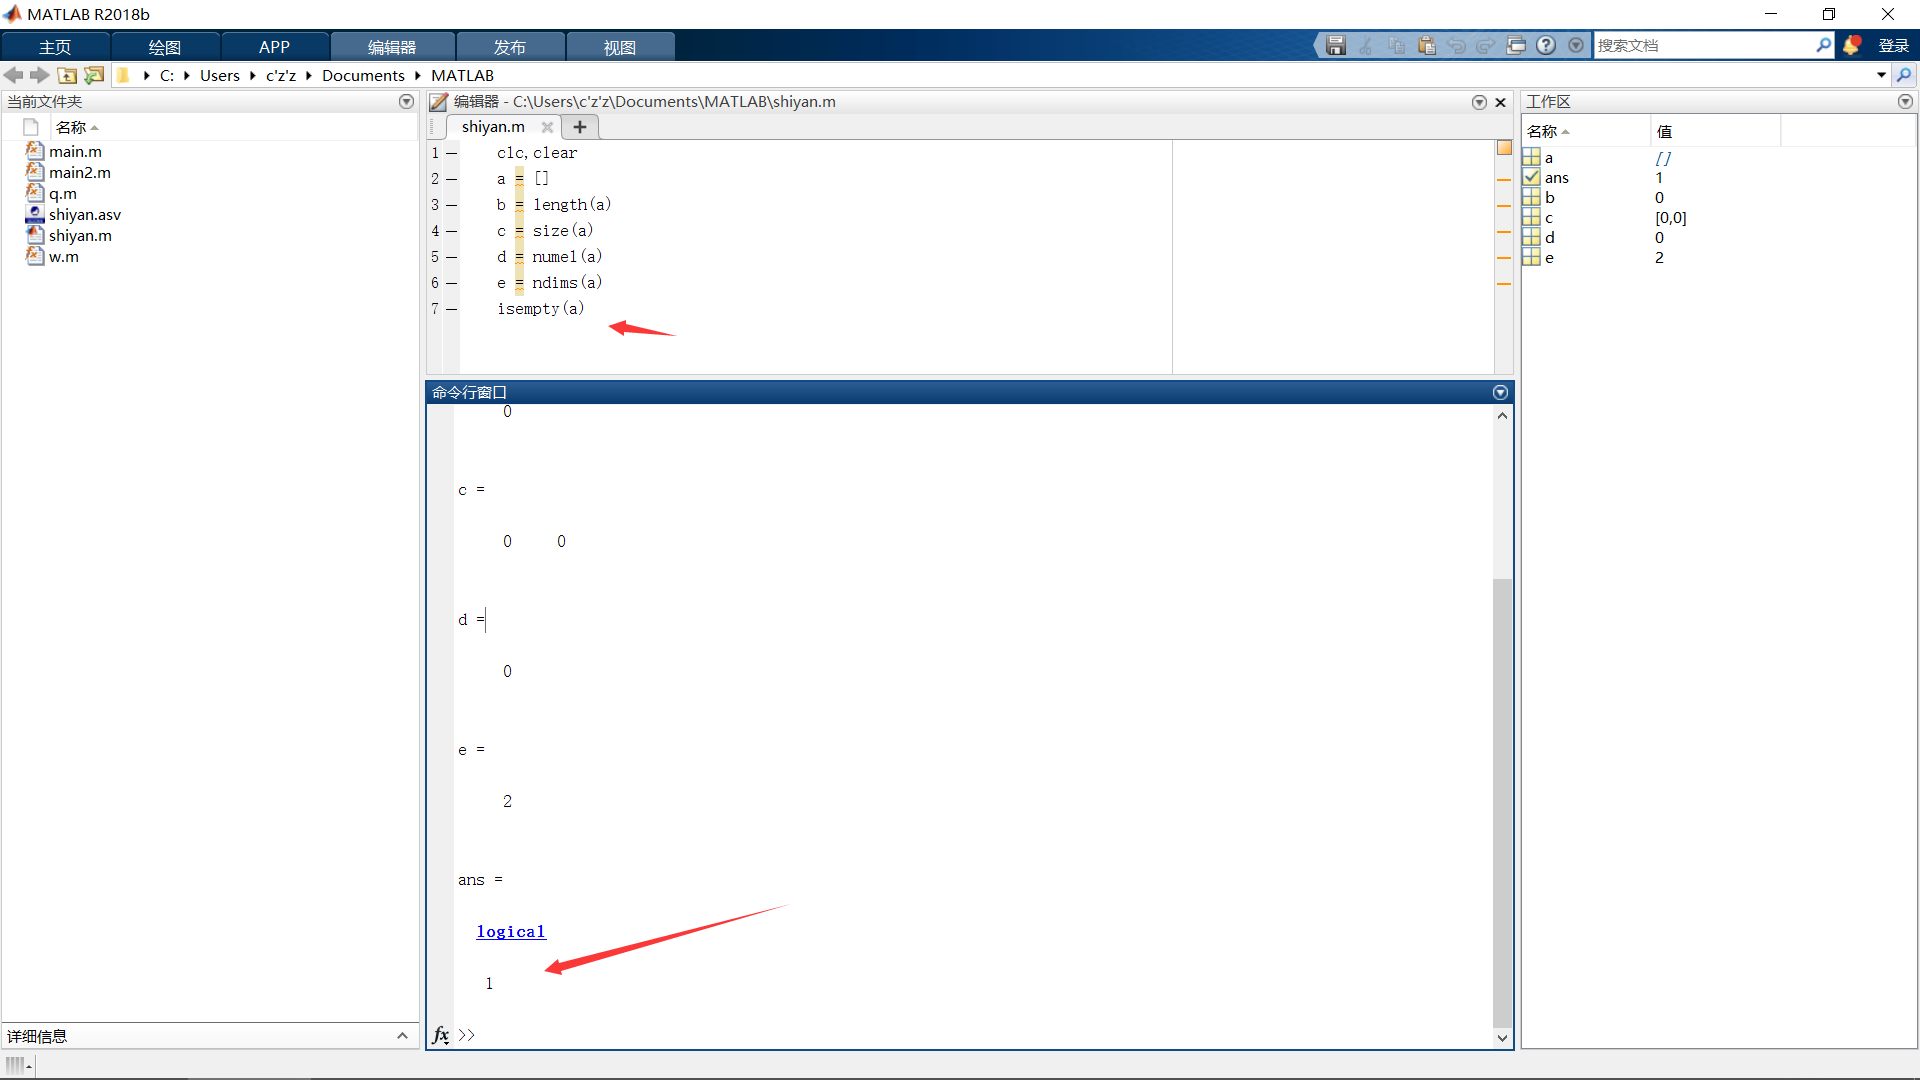 MATLAB R2018b
主页 绘图 APP 编辑器 发布 视图 搜索文档 登录
C: Users c'z'z Documents MATLAB
当前文件夹
名称
main.m
main2.m
q.m
shiyan.asv
shiyan.m
w.m
详细信息
编辑器 - C:\Users\c'z'z\Documents\MATLAB\shiyan.m
shiyan.m
1 clc,clear
2 a = []
3 b = length(a)
4 c = size(a)
5 d = numel(a)
6 e = ndims(a)
7 isempty(a)
命令行窗口
0
c =
0 0
d =
0
e =
2
ans =
logical
1
fx >>
工作区
名称 值
a []
ans 1
b 0
c [0,0]
d 0
e 2